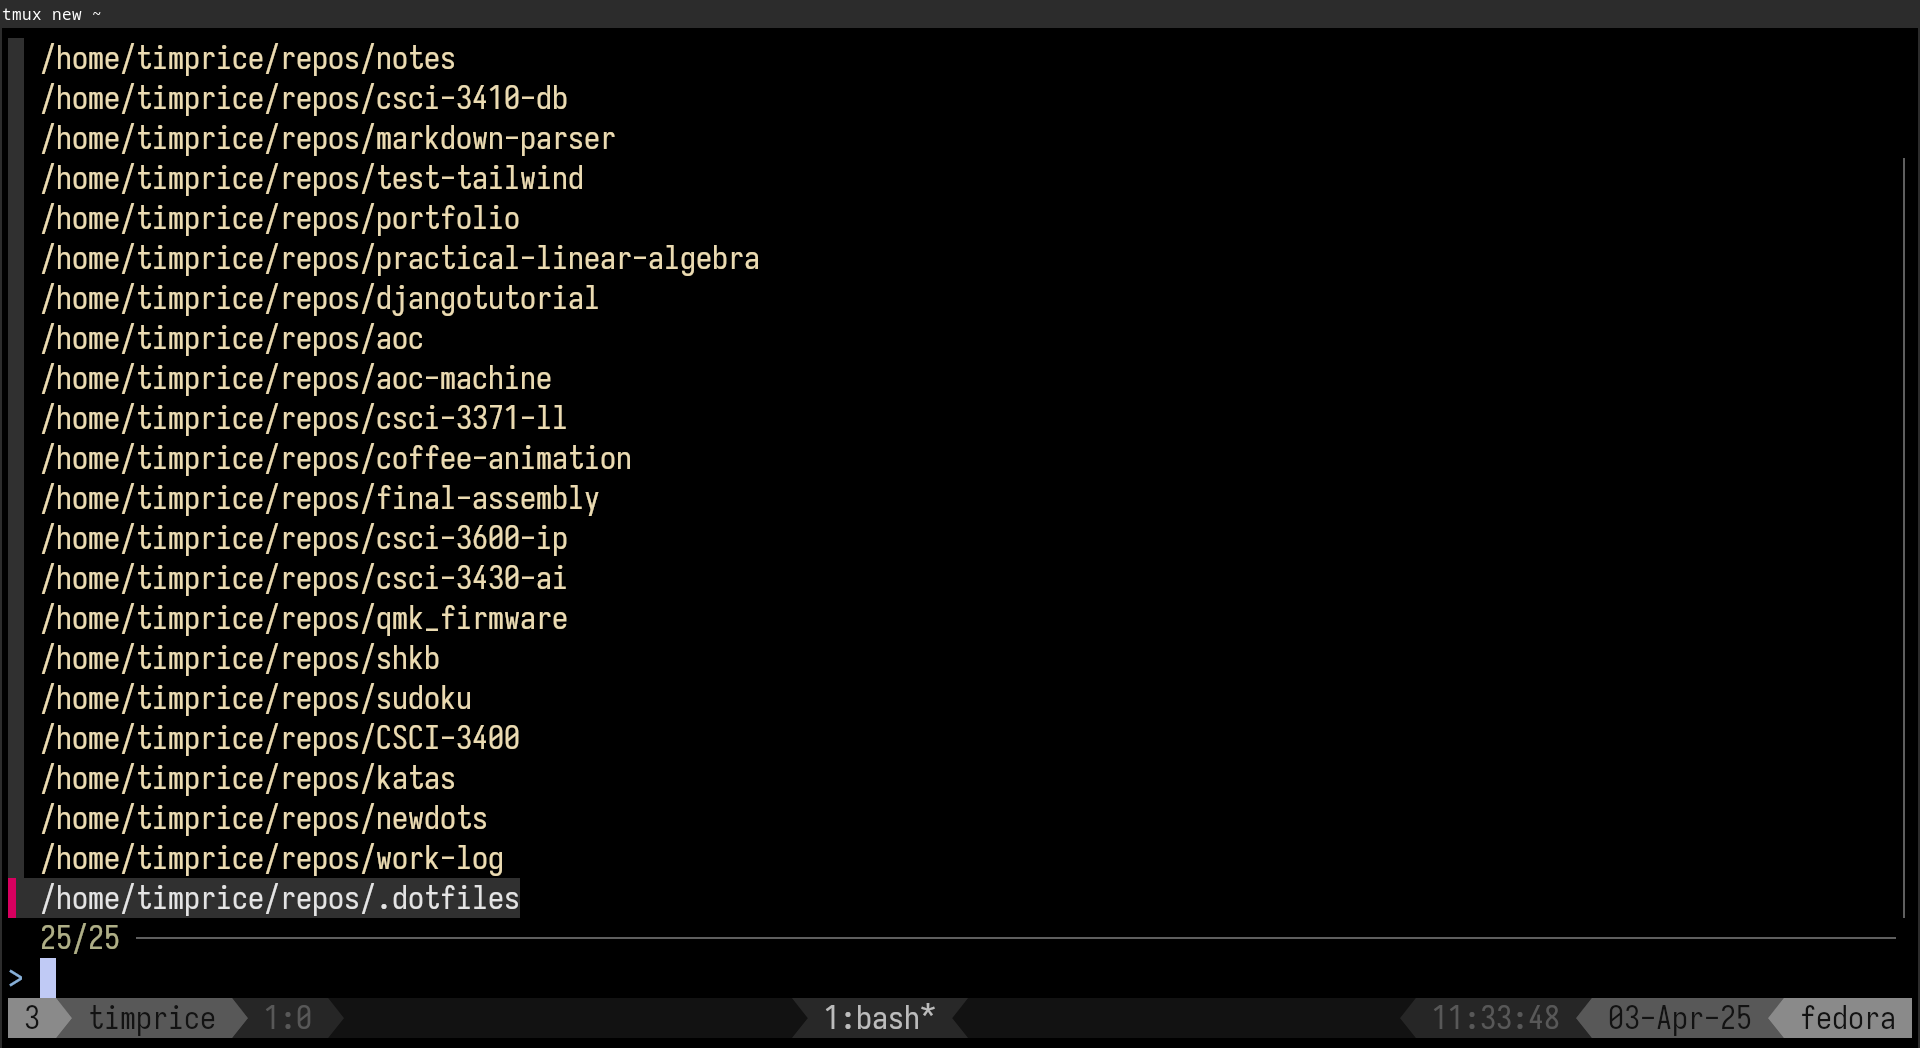 tmux new ~
/home/timprice/repos/notes
/home/timprice/repos/csci-3410-db
/home/timprice/repos/markdown-parser
/home/timprice/repos/test-tailwind
/home/timprice/repos/portfolio
/home/timprice/repos/practical-linear-algebra
/home/timprice/repos/djangotutorial
/home/timprice/repos/aoc
/home/timprice/repos/aoc-machine
/home/timprice/repos/csci-3371-ll
/home/timprice/repos/coffee-animation
/home/timprice/repos/final-assembly
/home/timprice/repos/csci-3600-ip
/home/timprice/repos/csci-3430-ai
/home/timprice/repos/qmk_firmware
/home/timprice/repos/shkb
/home/timprice/repos/sudoku
/home/timprice/repos/CSCI-3400
/home/timprice/repos/katas
/home/timprice/repos/newdots
/home/timprice/repos/work-log
/home/timprice/repos/.dotfiles
25/25
>
3 timprice 1:0 1:bash* 11:33:48 03-Apr-25 fedora